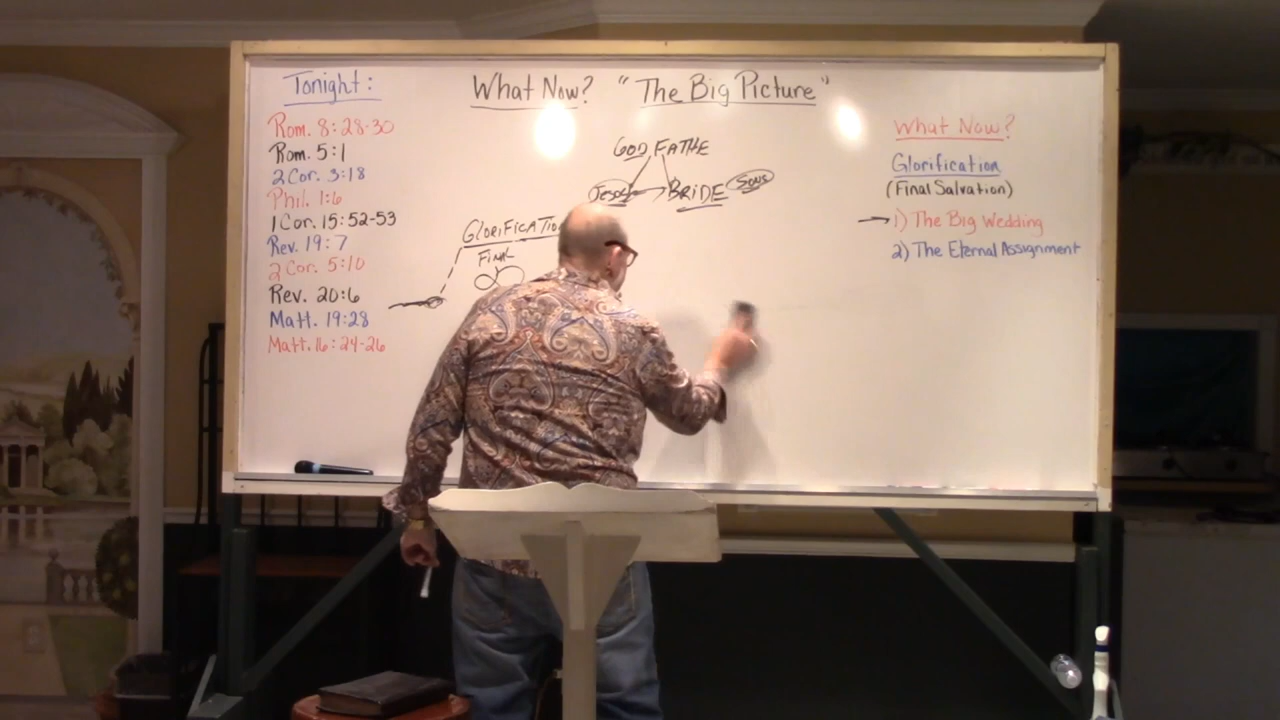 Tonight:
Rom. 8:28-30
Rom. 5:1
2 Cor. 3:18
Phil. 1:6
1 Cor. 15:52-53
Rev. 19:7
2 Cor. 5:10
Rev. 20:6
Matt. 19:28
Matt. 16:24-26
What Now? "The Big Picture"
GOD FATHE
JESUS BRIDE SONS
GLORIFICATIO
FINAL
What Now?
Glorification
(Final Salvation)
1) The Big Wedding
2) The Eternal Assignment